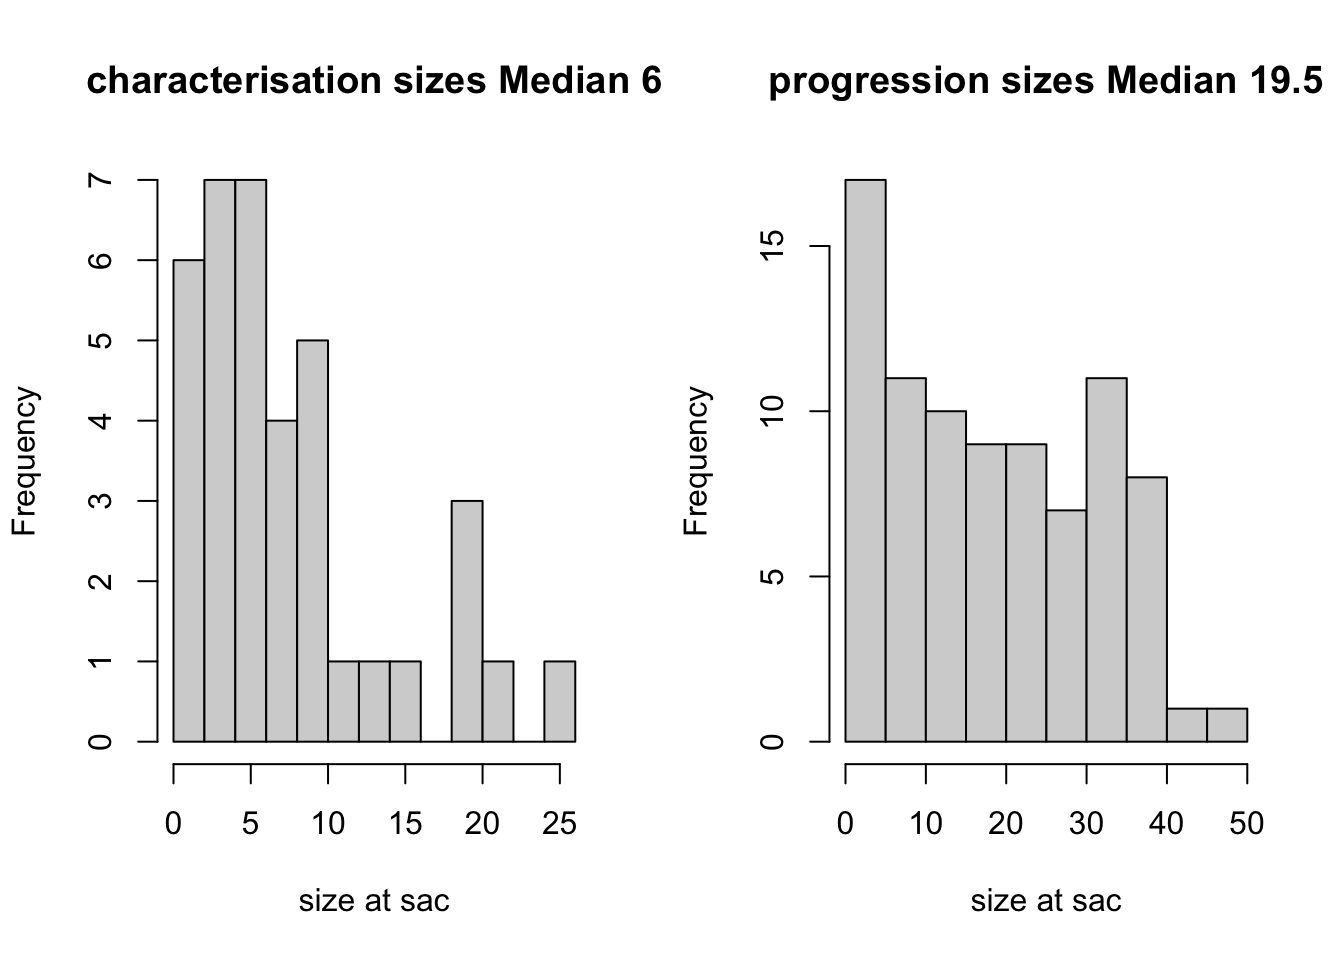 characterisation sizes Median 6
Frequency
7
6
5
4
3
2
1
0
0 5 10 15 20 25
size at sac
progression sizes Median 19.5
Frequency
15
10
5
0
0 10 20 30 40 50
size at sac